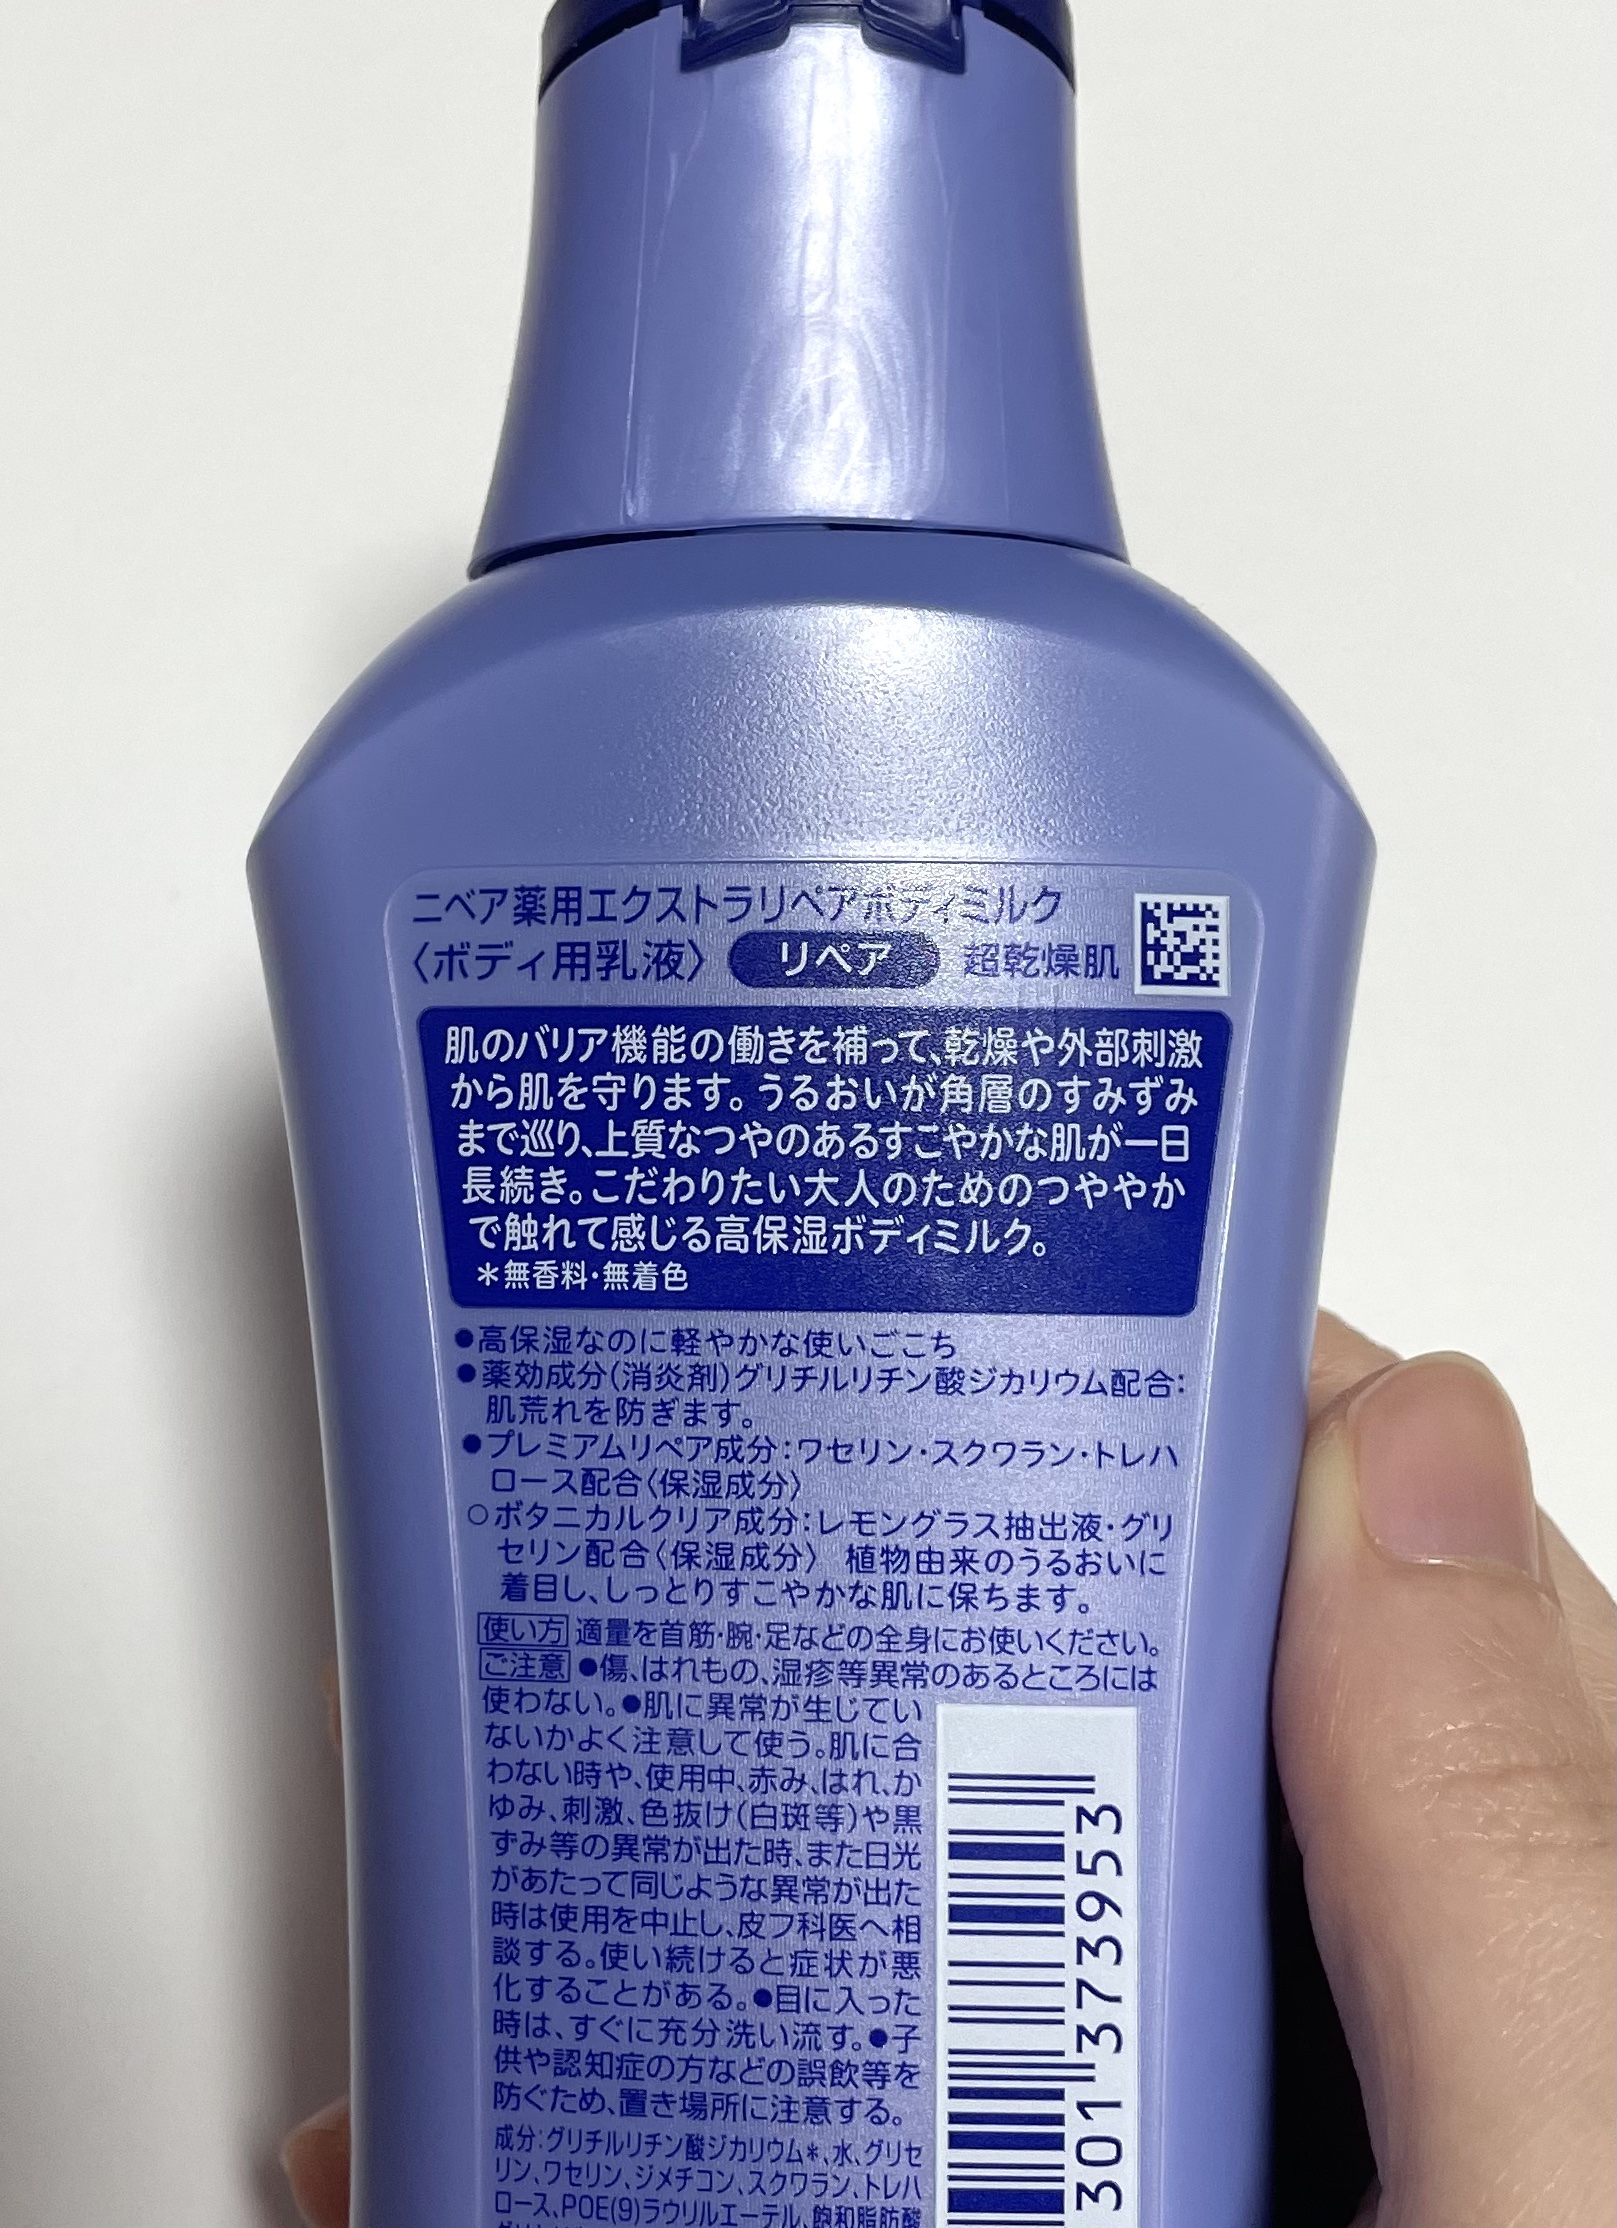 ニベア薬用エクストラリペアボディミルク
〈ボディ用乳液〉 リペア 超乾燥肌
肌のバリア機能の働きを補って、乾燥や外部刺激
から肌を守ります。うるおいが角層のすみずみ
まで巡り、上質なつやのあるすこやかな肌が一日
長続き。こだわりたい大人のためのつややか
で触れて感じる高保湿ボディミルク。
＊無香料・無着色
●高保湿なのに軽やかな使いごこち
●薬効成分(消炎剤)グリチルリチン酸ジカリウム配合:
肌荒れを防ぎます。
●プレミアムリペア成分:ワセリン・スクワラン・トレハ
ロース配合〈保湿成分〉
○ボタニカルクリア成分:レモングラス抽出液・グリ
セリン配合〈保湿成分〉 植物由来のうるおいに
着目し、しっとりすこやかな肌に保ちます。
使い方 適量を首筋・腕・足などの全身にお使いください。
ご注意 ●傷、はれもの、湿疹等異常のあるところには
使わない。●肌に異常が生じてい
ないかよく注意して使う。肌に合
わない時や、使用中、赤み、はれ、か
ゆみ、刺激、色抜け(白斑等)や黒
ずみ等の異常が出た時、また日光
があたって同じような異常が出た
時は使用を中止し、皮フ科医へ相
談する。使い続けると症状が悪
化することがある。●目に入った
時は、すぐに充分洗い流す。●子
供や認知症の方などの誤飲等を
防ぐため、置き場所に注意する。
成分:グリチルリチン酸ジカリウム＊、水、グリセ
リン、ワセリン、ジメチコン、スクワラン、トレハ
ロース、POE(9)ラウリルエーテル、飽和脂肪酸
301 373953